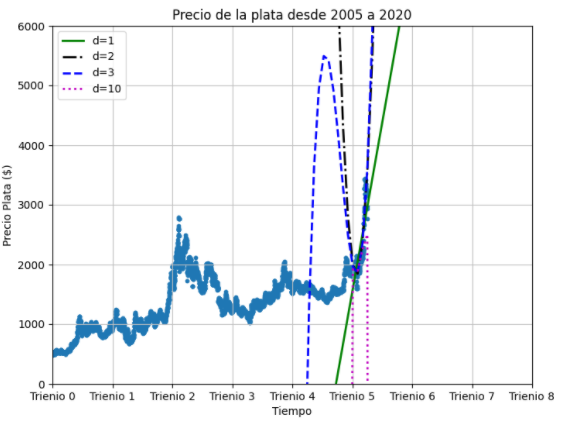 Precio de la plata desde 2005 a 2020
d=1
d=2
d=3
d=10
Precio Plata ($)
6000
5000
4000
3000
2000
1000
0
Trienio 0 Trienio 1 Trienio 2 Trienio 3 Trienio 4 Trienio 5 Trienio 6 Trienio 7 Trienio 8
Tiempo